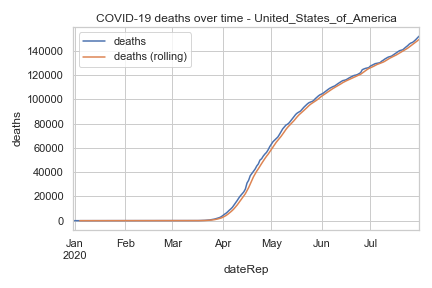 COVID-19 deaths over time - United_States_of_America
deaths
deaths (rolling)
140000
120000
100000
80000
60000
40000
20000
0
deaths
Jan
2020
Feb
Mar
Apr
May
Jun
Jul
dateRep